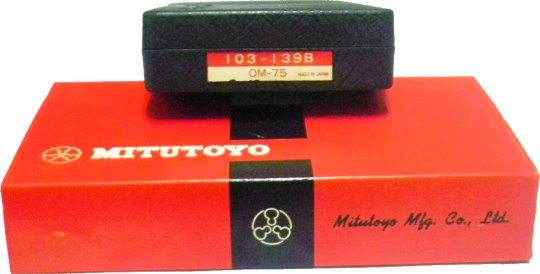 103-139B
OM-75 MADE IN JAPAN
MITUTOYO
Mitutoyo Mfg. Co., Ltd.